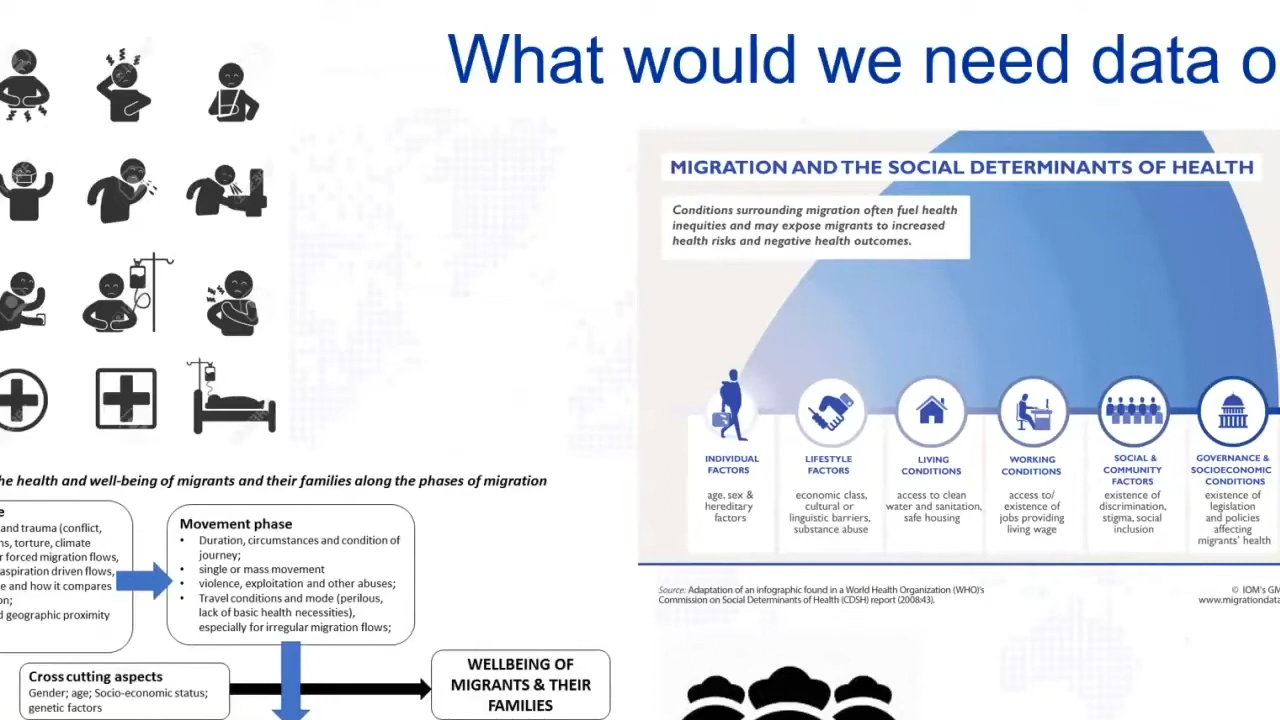 What would we need data o
MIGRATION AND THE SOCIAL DETERMINANTS OF HEALTH
Conditions surrounding migration often fuel health
inequities and may expose migrants to increased
health risks and negative health outcomes.
INDIVIDUAL
FACTORS
age, sex &
hereditary
factors
LIFESTYLE
FACTORS
economic class,
cultural or
linguistic barriers,
substance abuse
LIVING
CONDITIONS
access to clean
water and sanitation,
safe housing
WORKING
CONDITIONS
access to/
existence of
jobs providing
living wage
SOCIAL &
COMMUNITY
FACTORS
existence of
discrimination,
stigma, social
inclusion
GOVERNANCE &
SOCIOECONOMIC
CONDITIONS
existence of
legislation
and policies
affecting
migrants' health
Source: Adaptation of an infographic found in a World Health Organization (WHO)'s
Commission on Social Determinants of Health (CDSH) report (2008:43).
© IOM's GM
www.migrationda
he health and well-being of migrants and their families along the phases of migration
e
and trauma (conflict,
ns, torture, climate
r forced migration flows,
aspiration driven flows,
e and how it compares
on;
d geographic proximity
Movement phase
• Duration, circumstances and condition of
journey;
• single or mass movement
• violence, exploitation and other abuses;
• Travel conditions and mode (perilous,
lack of basic health necessities),
especially for irregular migration flows;
Cross cutting aspects
Gender; age; Socio-economic status;
genetic factors
WELLBEING OF
MIGRANTS & THEIR
FAMILIES